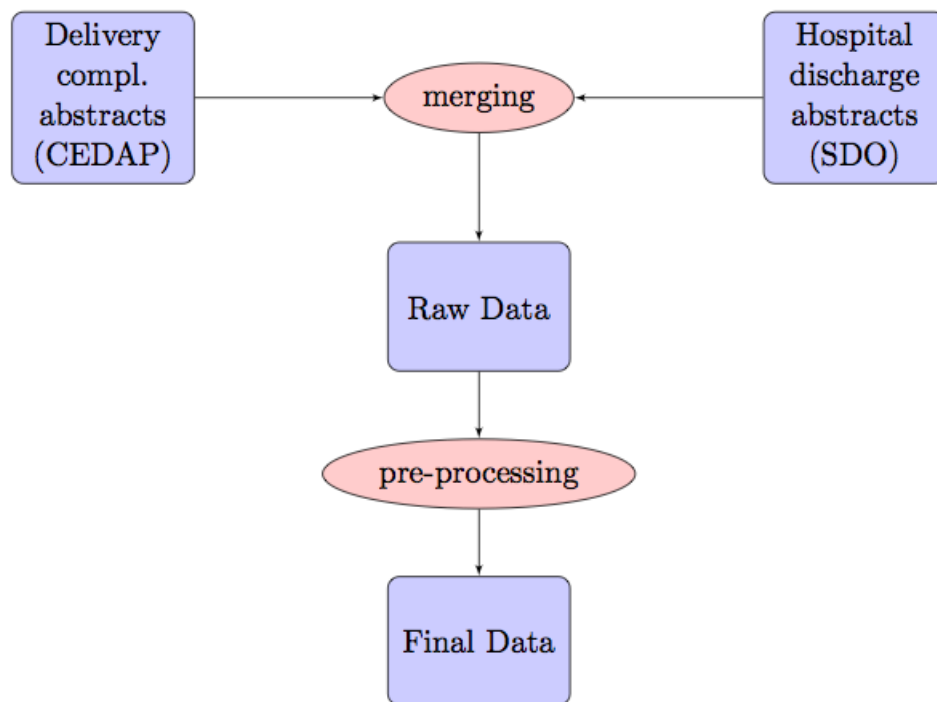 Delivery
compl.
abstracts
(CEDAP)
merging
Hospital
discharge
abstracts
(SDO)
Raw Data
pre-processing
Final Data